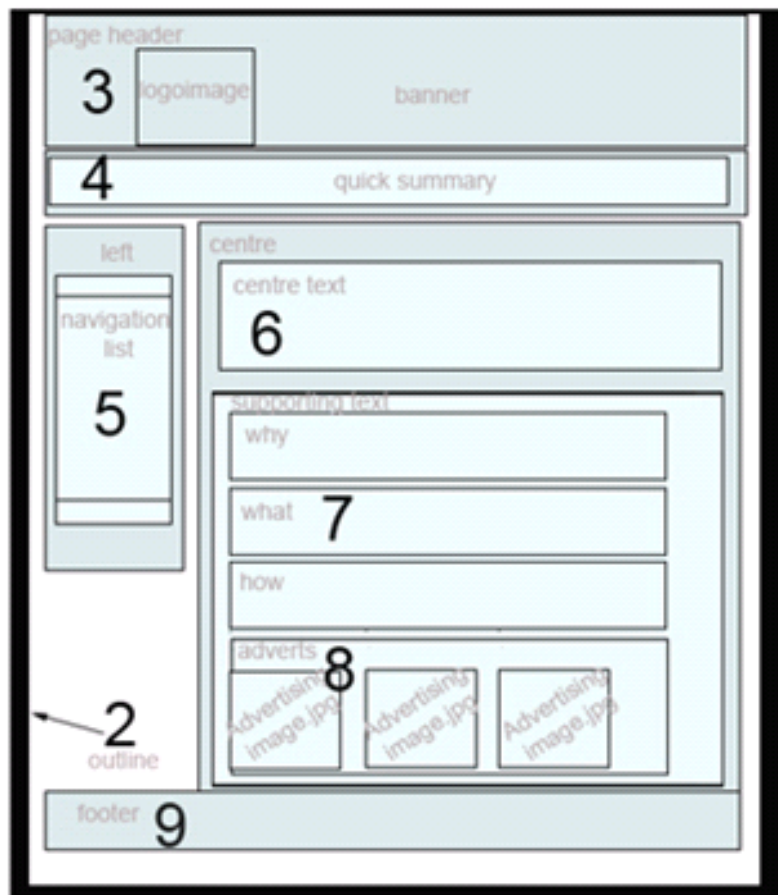 page header
3
logoimage
banner
4
quick summary
left
navigation
list
5
centre
centre text
6
supporting text
why
what
7
how
adverts
8
Advertising
image.jpg
Advertising
image.jpg
Advertising
image.jpg
2
outline
footer
9